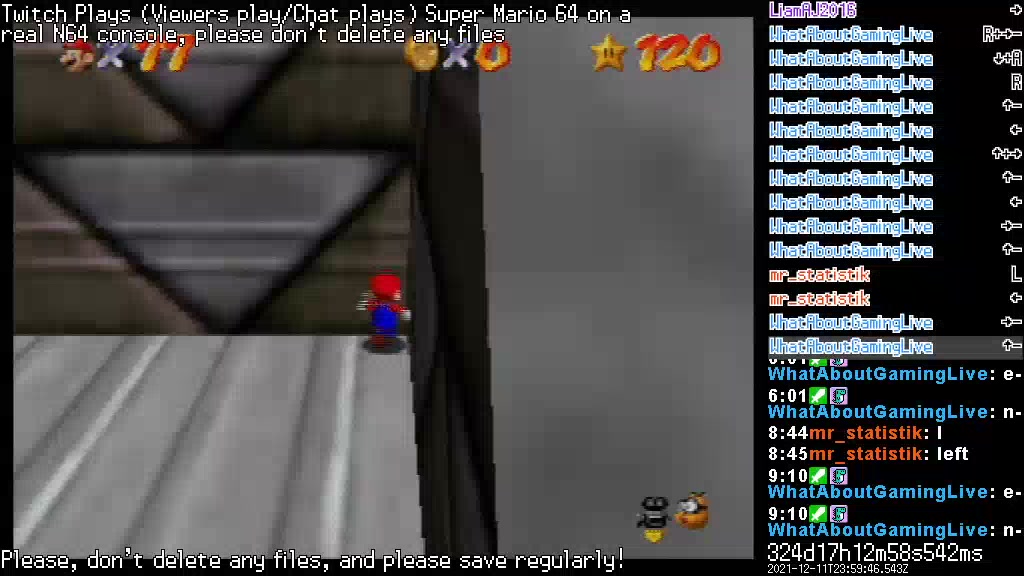 Twitch Plays (Viewers play/Chat plays) Super Mario 64 on a
real N64 console, please don't delete any files
x 77
x 0
120
LiamAJ2016
WhatAboutGamingLive R
WhatAboutGamingLive A
WhatAboutGamingLive R
WhatAboutGamingLive
WhatAboutGamingLive
WhatAboutGamingLive
WhatAboutGamingLive
WhatAboutGamingLive
WhatAboutGamingLive
WhatAboutGamingLive
mr_statistik L
mr_statistik
WhatAboutGamingLive
WhatAboutGamingLive
WhatAboutGamingLive: e-
6:01
WhatAboutGamingLive: n-
8:44 mr_statistik: l
8:45 mr_statistik: left
9:10
WhatAboutGamingLive: e-
9:10
WhatAboutGamingLive: n-
324d17h12m58s542ms
2021-12-11T23:59:46.543Z
Please, don't delete any files, and please save regularly!